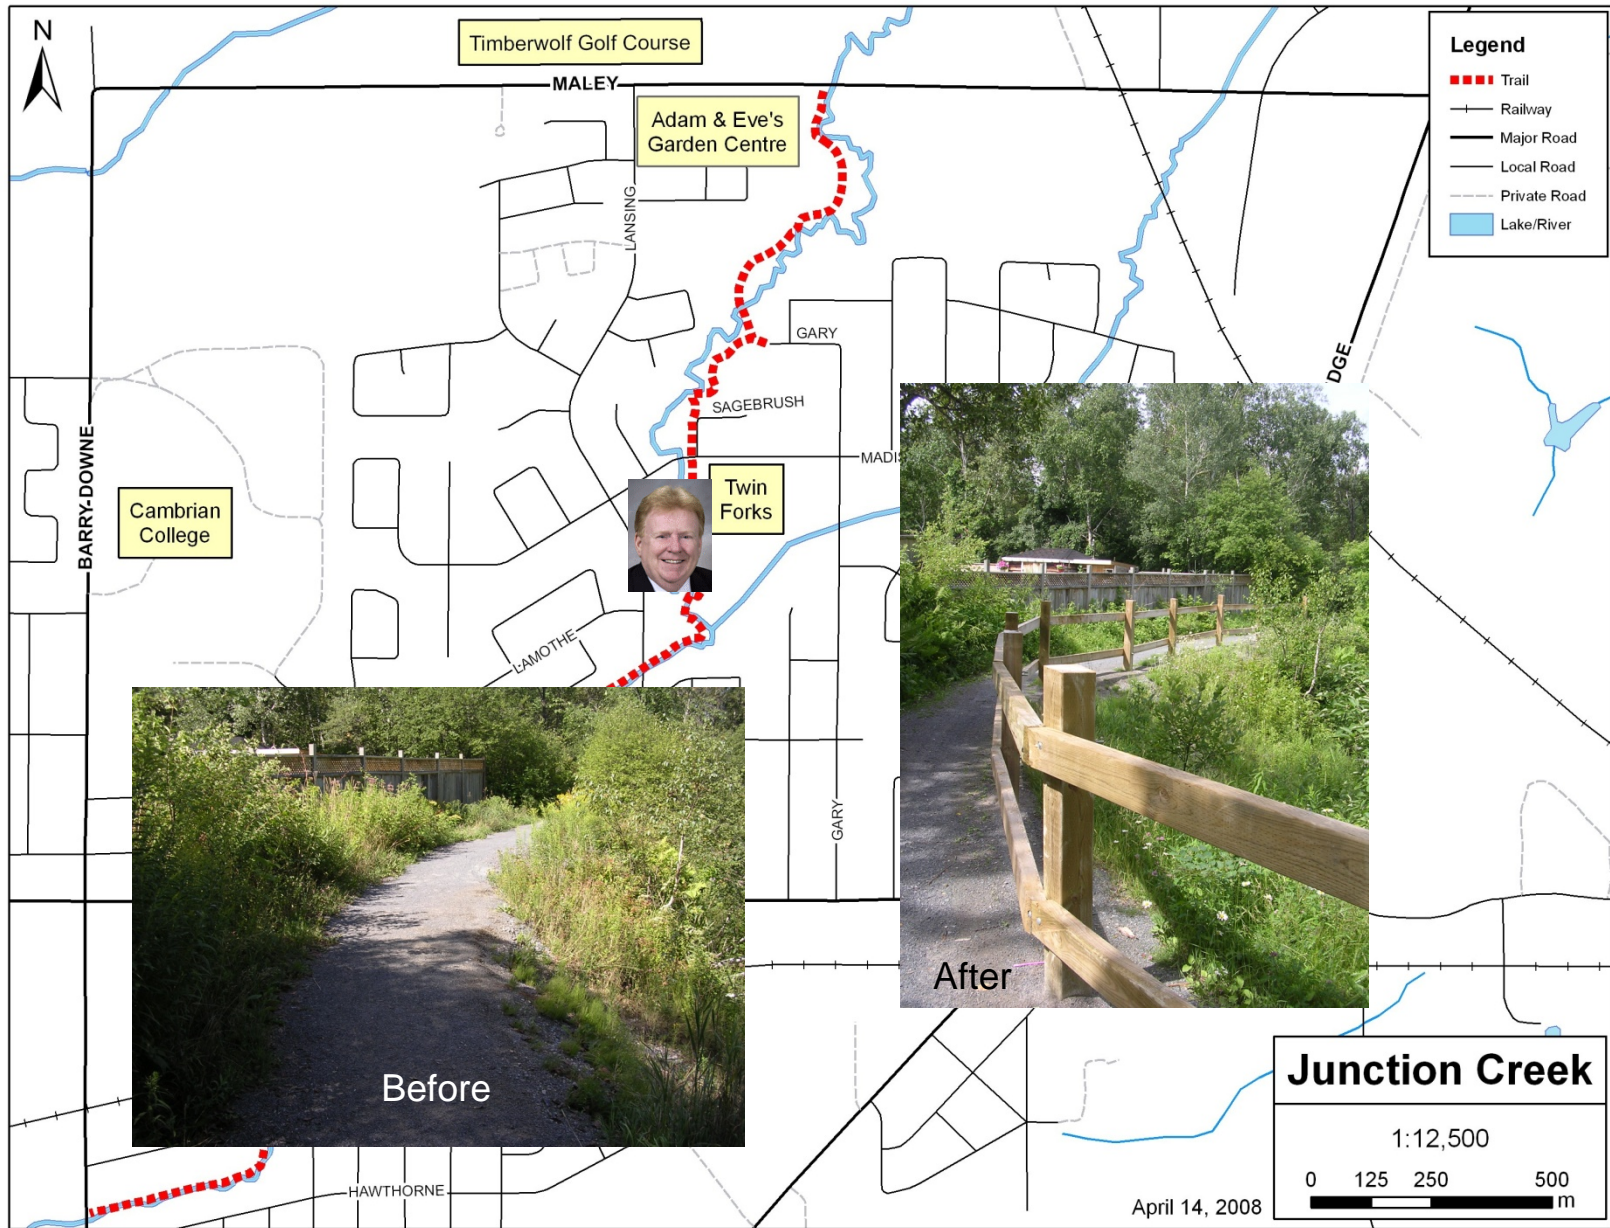 N
Timberwolf Golf Course
MALEY
Adam & Eve's
Garden Centre
LANSING
Legend
Trail
Railway
Major Road
Local Road
Private Road
Lake/River
GARY
SAGEBRUSH
BARRY-DOWNE
Cambrian
College
Twin
Forks
LAMOTHE
GARY
Before
After
HAWTHORNE
Junction Creek
1:12,500
0 125 250 500
m
April 14, 2008